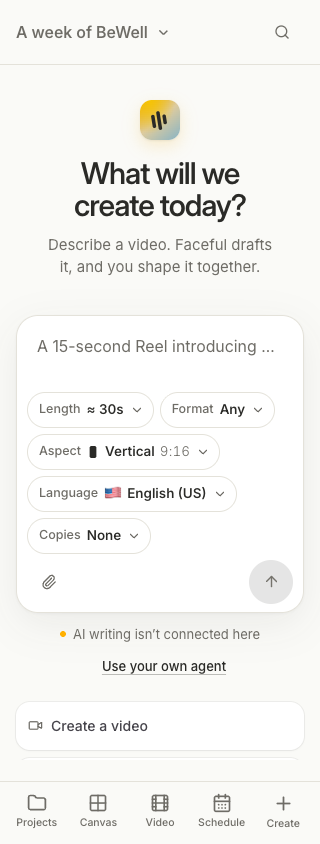 A week of BeWell
What will we
create today?
Describe a video. Faceful drafts
it, and you shape it together.
A 15-second Reel introducing ...
Length ≈ 30s
Format Any
Aspect Vertical 9:16
Language English (US)
Copies None
AI writing isn’t connected here
Use your own agent
Create a video
Projects
Canvas
Video
Schedule
Create